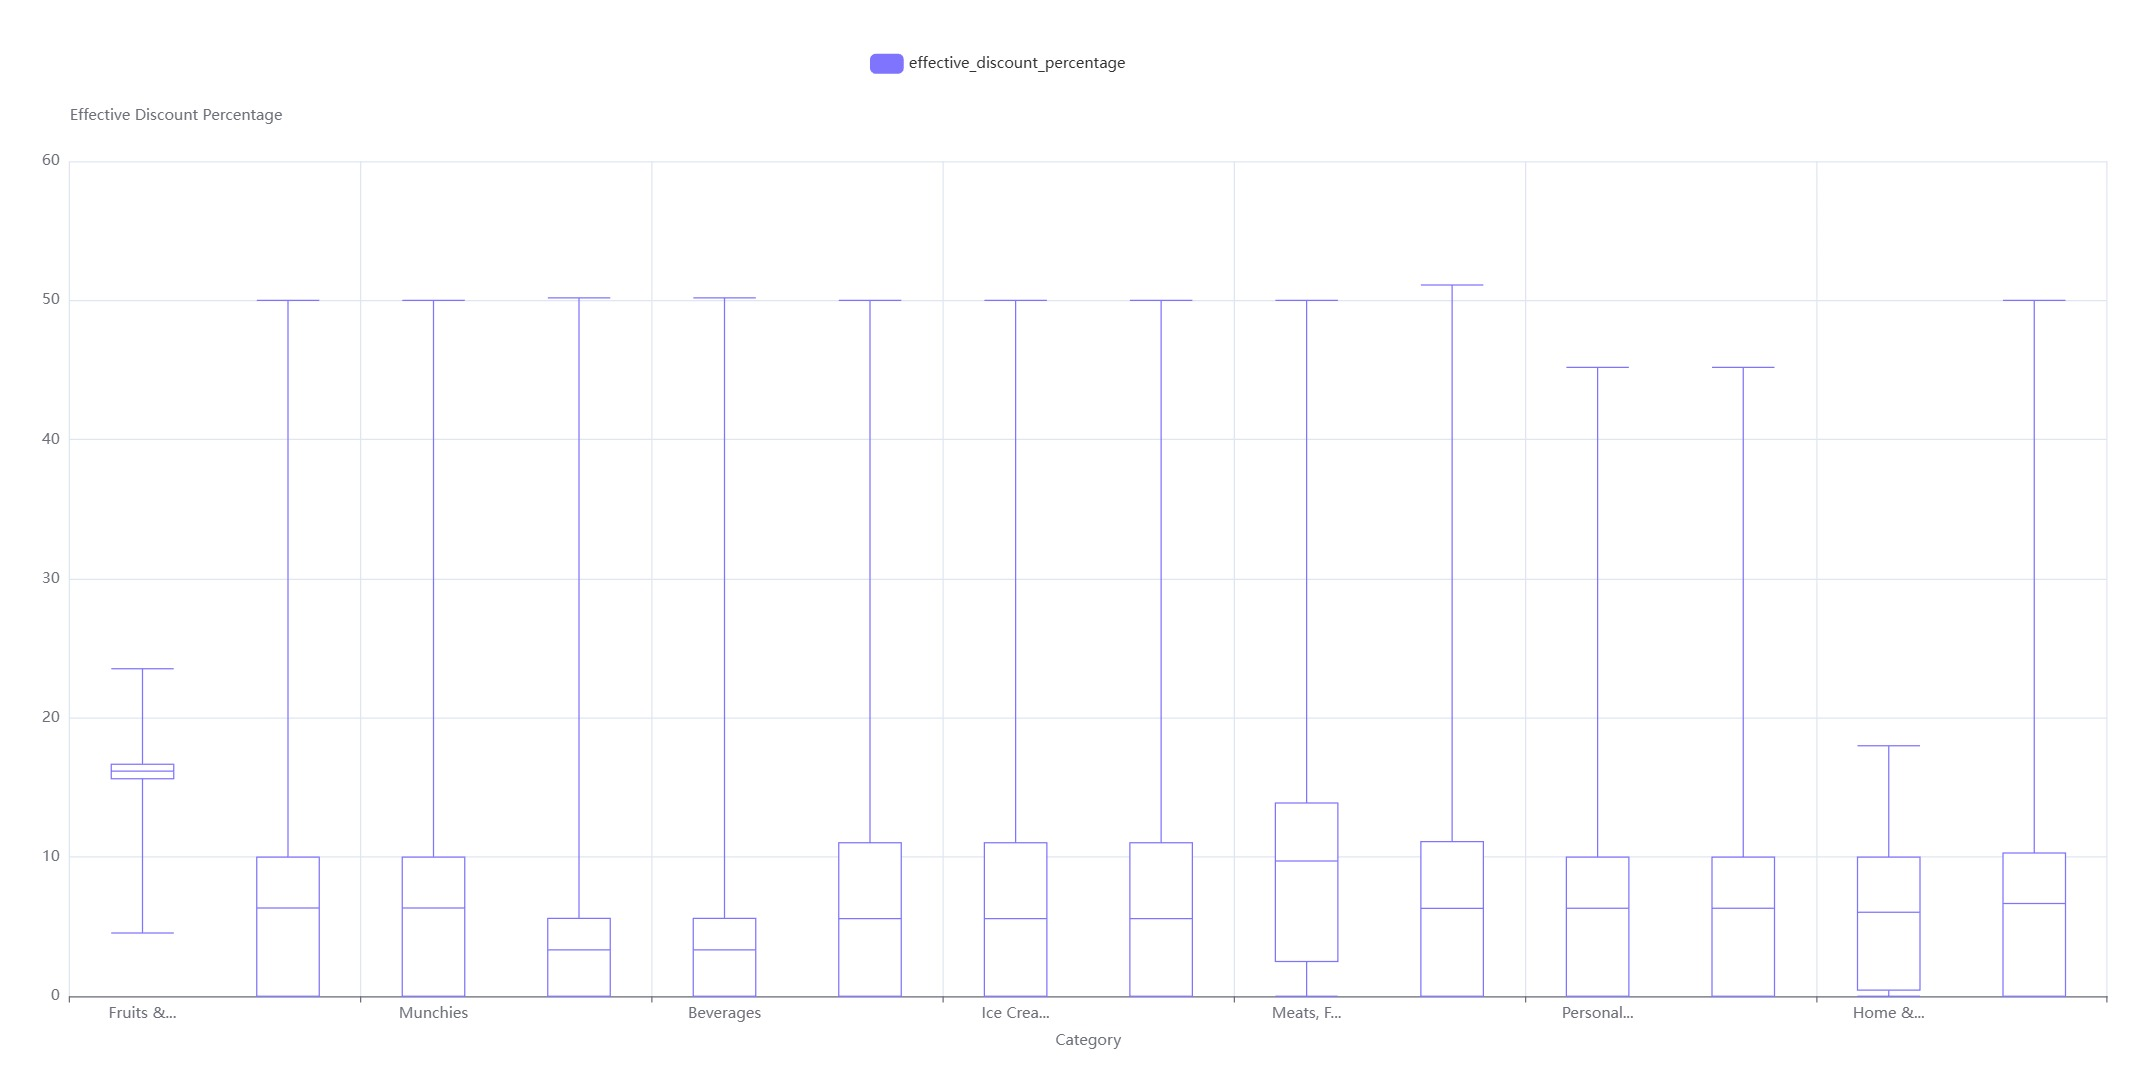 effective_discount_percentage
Effective Discount Percentage
60
50
40
30
20
10
0
Fruits &... Munchies Beverages Ice Crea... Meats, F... Personal... Home &...
Category